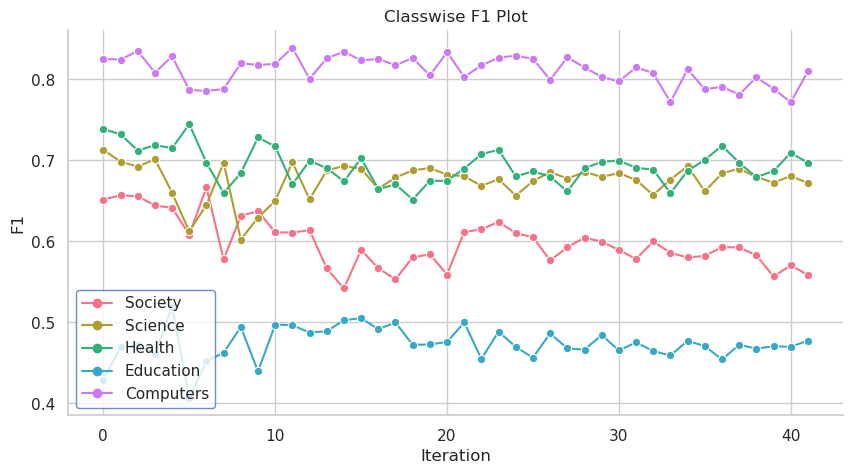 Classwise F1 Plot
F1
0.8
0.7
0.6
0.5
0.4
Society
Science
Health
Education
Computers
0 10 20 30 40
Iteration